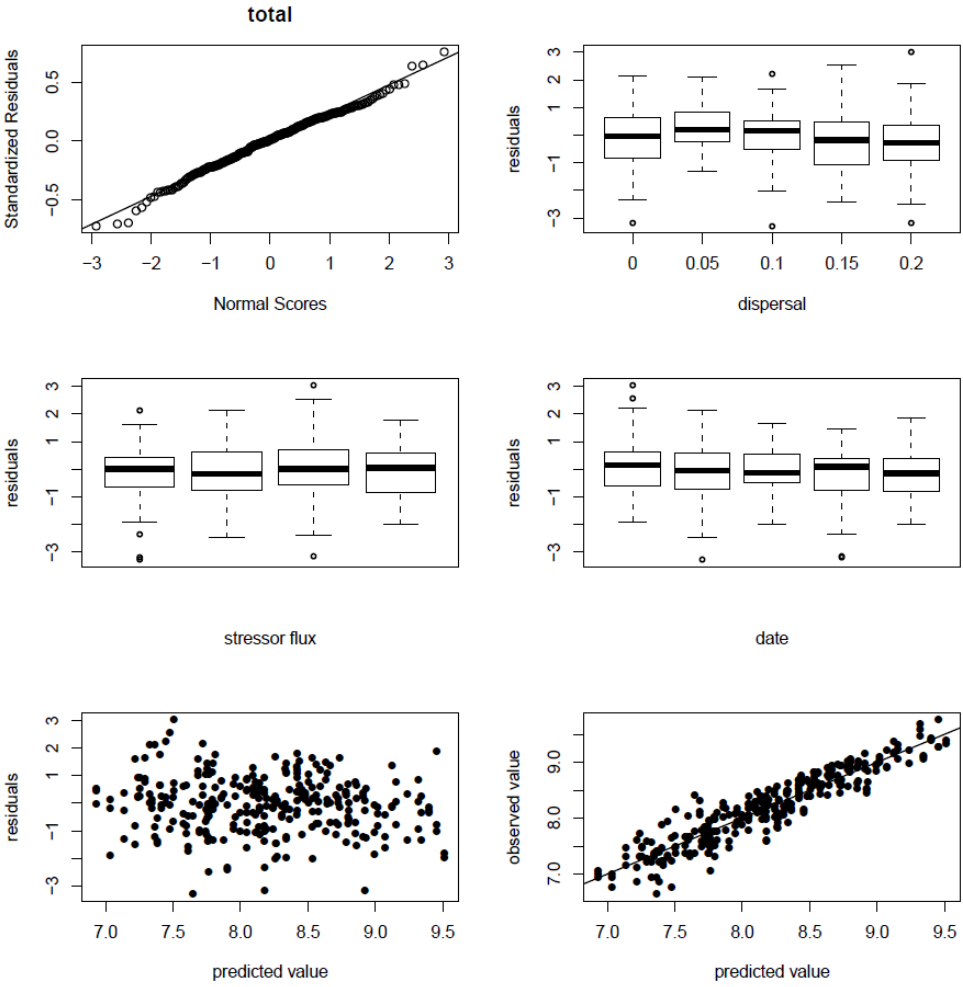 total
Standardized Residuals
0.5
0.0
−0.5
−3 −2 −1 0 1 2 3
Normal Scores
residuals
3
2
1
−1
−3
0 0.05 0.1 0.15 0.2
dispersal
residuals
3
1
−1
−3
stressor flux
residuals
3
1
−1
−3
date
residuals
3
1
−1
−3
7.0 7.5 8.0 8.5 9.0 9.5
predicted value
observed value
9.0
8.0
7.0
7.0 7.5 8.0 8.5 9.0 9.5
predicted value